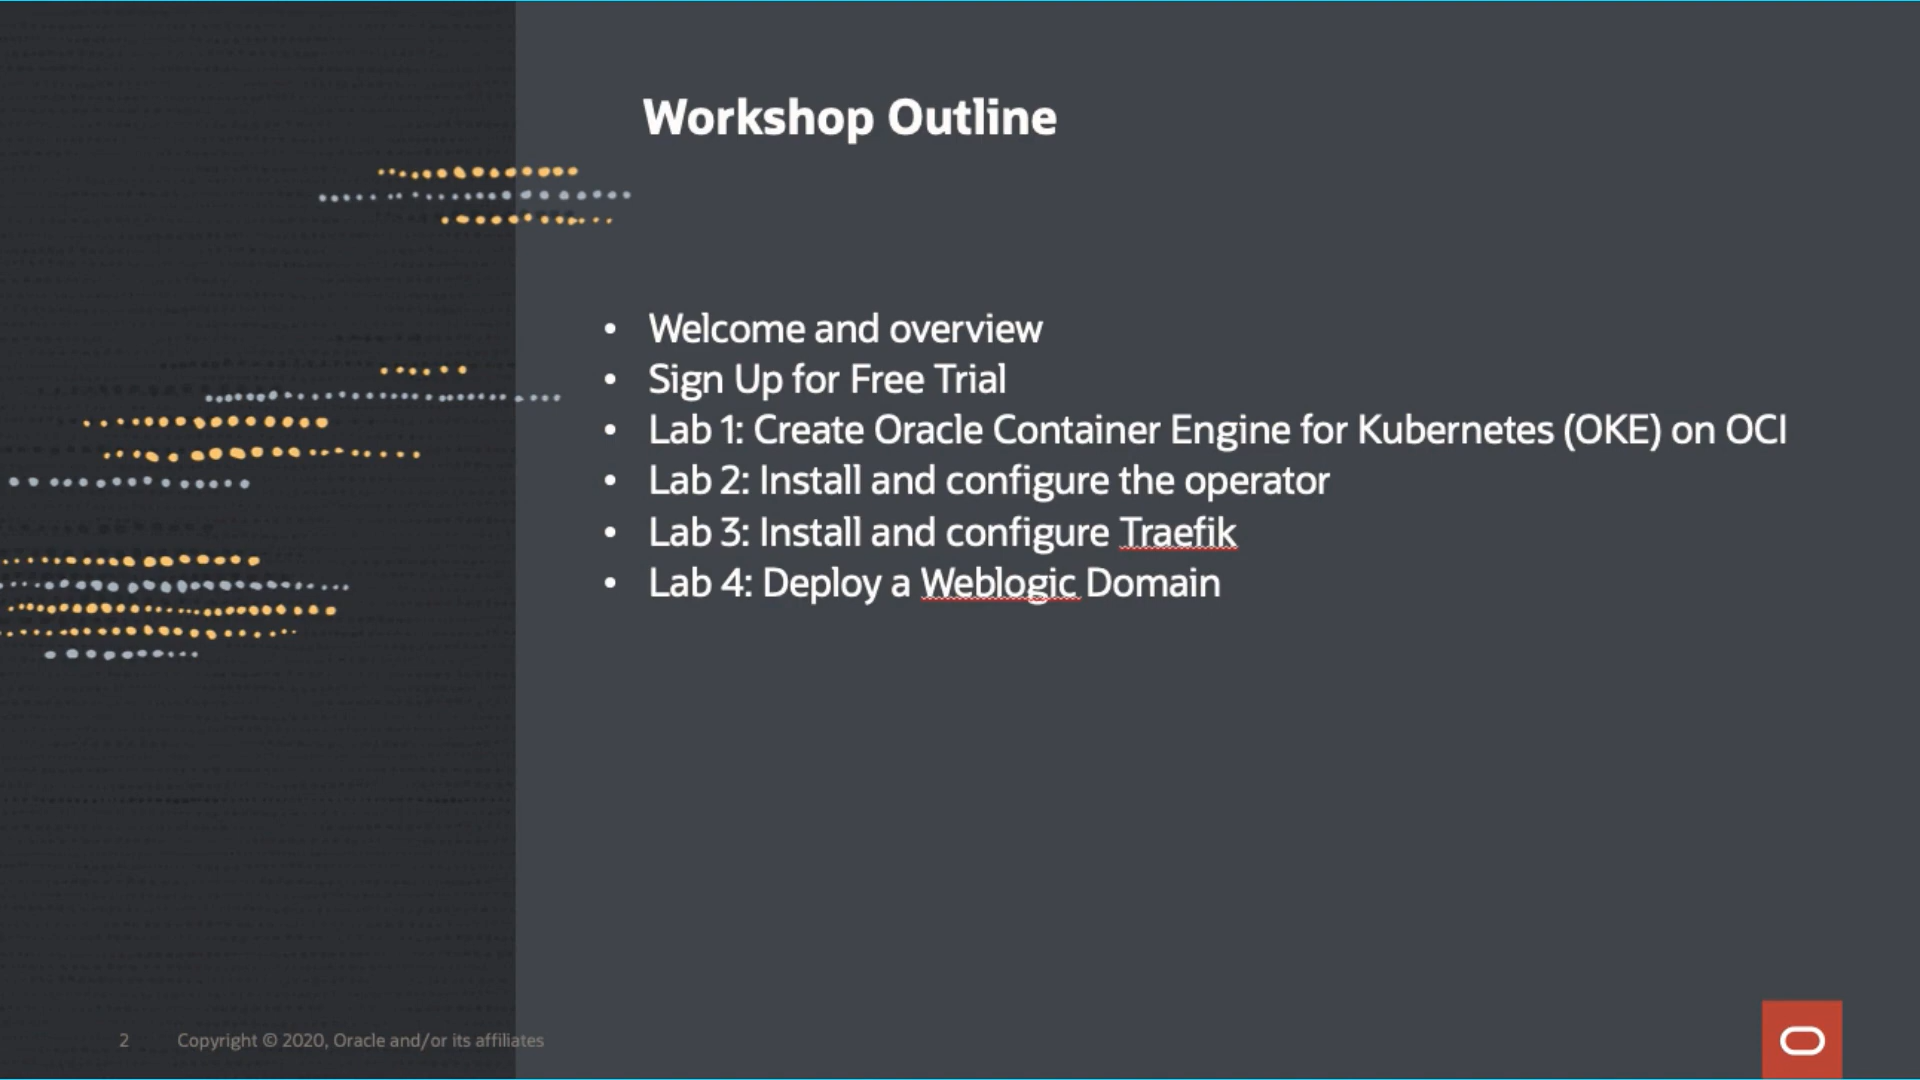 Workshop Outline
• Welcome and overview
• Sign Up for Free Trial
• Lab 1: Create Oracle Container Engine for Kubernetes (OKE) on OCI
• Lab 2: Install and configure the operator
• Lab 3: Install and configure Traefik
• Lab 4: Deploy a Weblogic Domain
2 Copyright © 2020, Oracle and/or its affiliates